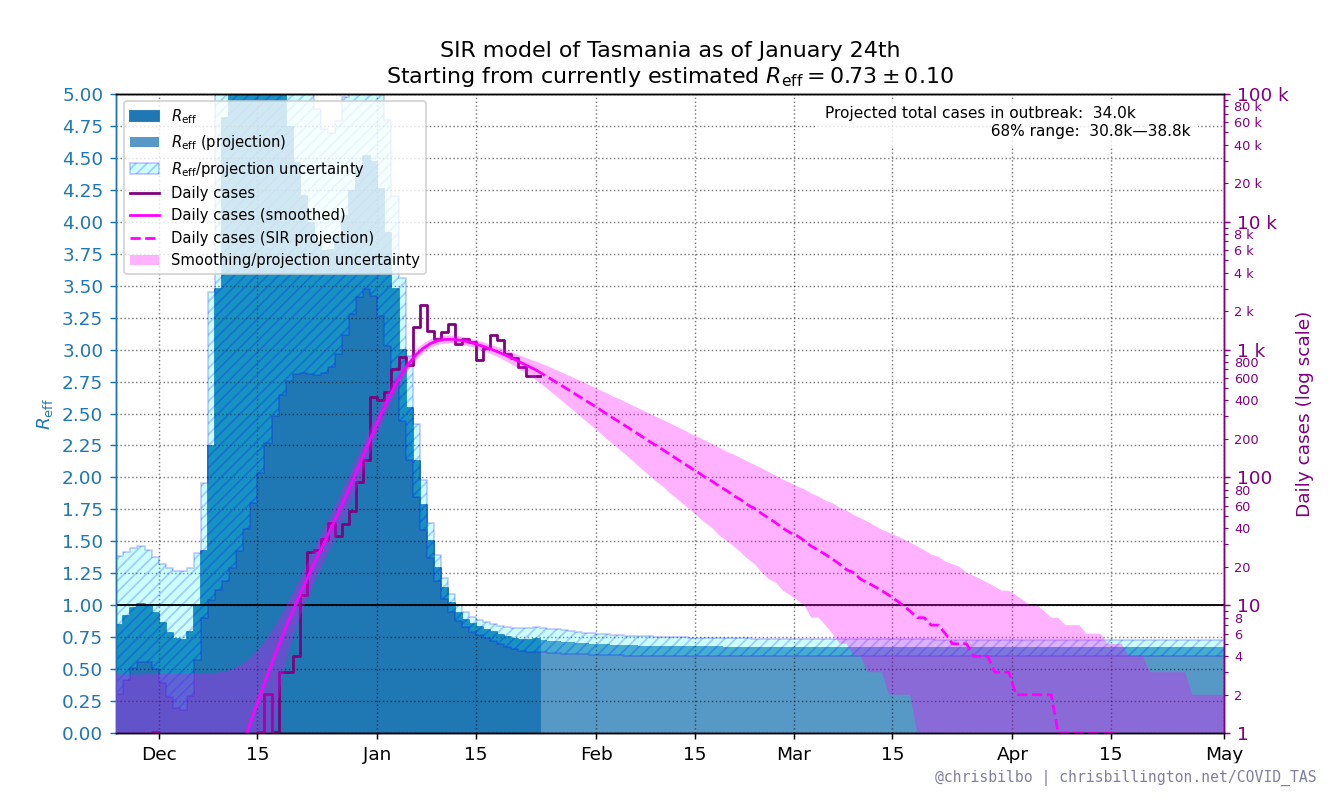 SIR model of Tasmania as of January 24th
Starting from currently estimated R_eff = 0.73 ± 0.10
Projected total cases in outbreak: 34.0k
68% range: 30.8k—38.8k
R_eff
R_eff (projection)
R_eff/projection uncertainty
Daily cases
Daily cases (smoothed)
Daily cases (SIR projection)
Smoothing/projection uncertainty
R_eff
5.00
4.75
4.50
4.25
4.00
3.75
3.50
3.25
3.00
2.75
2.50
2.25
2.00
1.75
1.50
1.25
1.00
0.75
0.50
0.25
0.00
Dec 15 Jan 15 Feb 15 Mar 15 Apr 15 May
100 k
80 k
60 k
40 k
20 k
10 k
8 k
6 k
4 k
2 k
1 k
800
600
400
200
100
80
60
40
20
10
8
6
4
2
1
Daily cases (log scale)
@chrisbilbo | chrisbillington.net/COVID_TAS